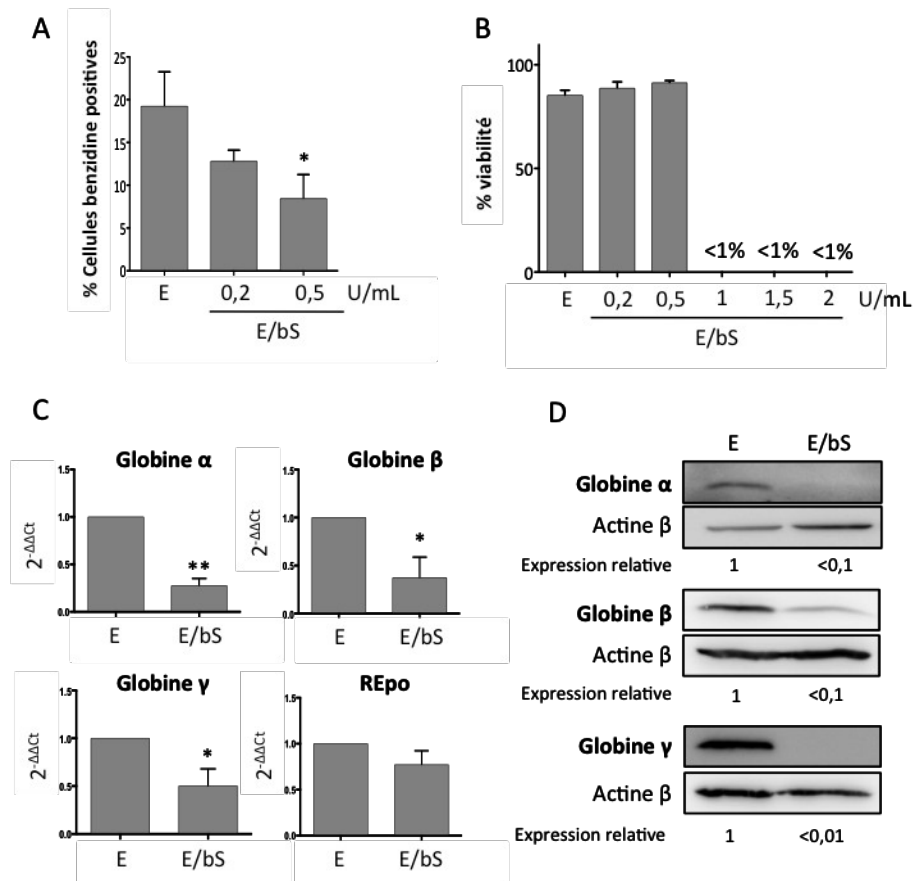 A
% Cellules benzidine positives
25
20
15
10
5
0
*
E 0,2 0,5 U/mL
E/bS
B
% viabilité
100
50
0
<1% <1% <1%
E 0,2 0,5 1 1,5 2 U/mL
E/bS
C
Globine α
2^-ΔΔCt
1.5
1.0
0.5
0.0
**
E E/bS
Globine β
2^-ΔΔCt
1.5
1.0
0.5
0.0
*
E E/bS
Globine γ
2^-ΔΔCt
1.5
1.0
0.5
0.0
*
E E/bS
REpo
2^-ΔΔCt
1.5
1.0
0.5
0.0
E E/bS
D
E E/bS
Globine α
Actine β
Expression relative 1 <0,1
Globine β
Actine β
Expression relative 1 <0,1
Globine γ
Actine β
Expression relative 1 <0,01